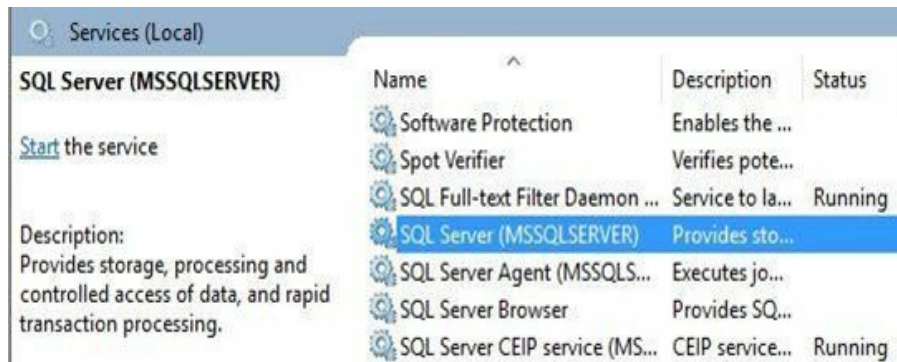 Services (Local)
SQL Server (MSSQLSERVER)
Start the service
Description:
Provides storage, processing and
controlled access of data, and rapid
transaction processing.
Name Description Status
Software Protection Enables the ...
Spot Verifier Verifies pote...
SQL Full-text Filter Daemon ... Service to la... Running
SQL Server (MSSQLSERVER) Provides sto...
SQL Server Agent (MSSQLS... Executes jo...
SQL Server Browser Provides SQ...
SQL Server CEIP service (MS... CEIP service... Running